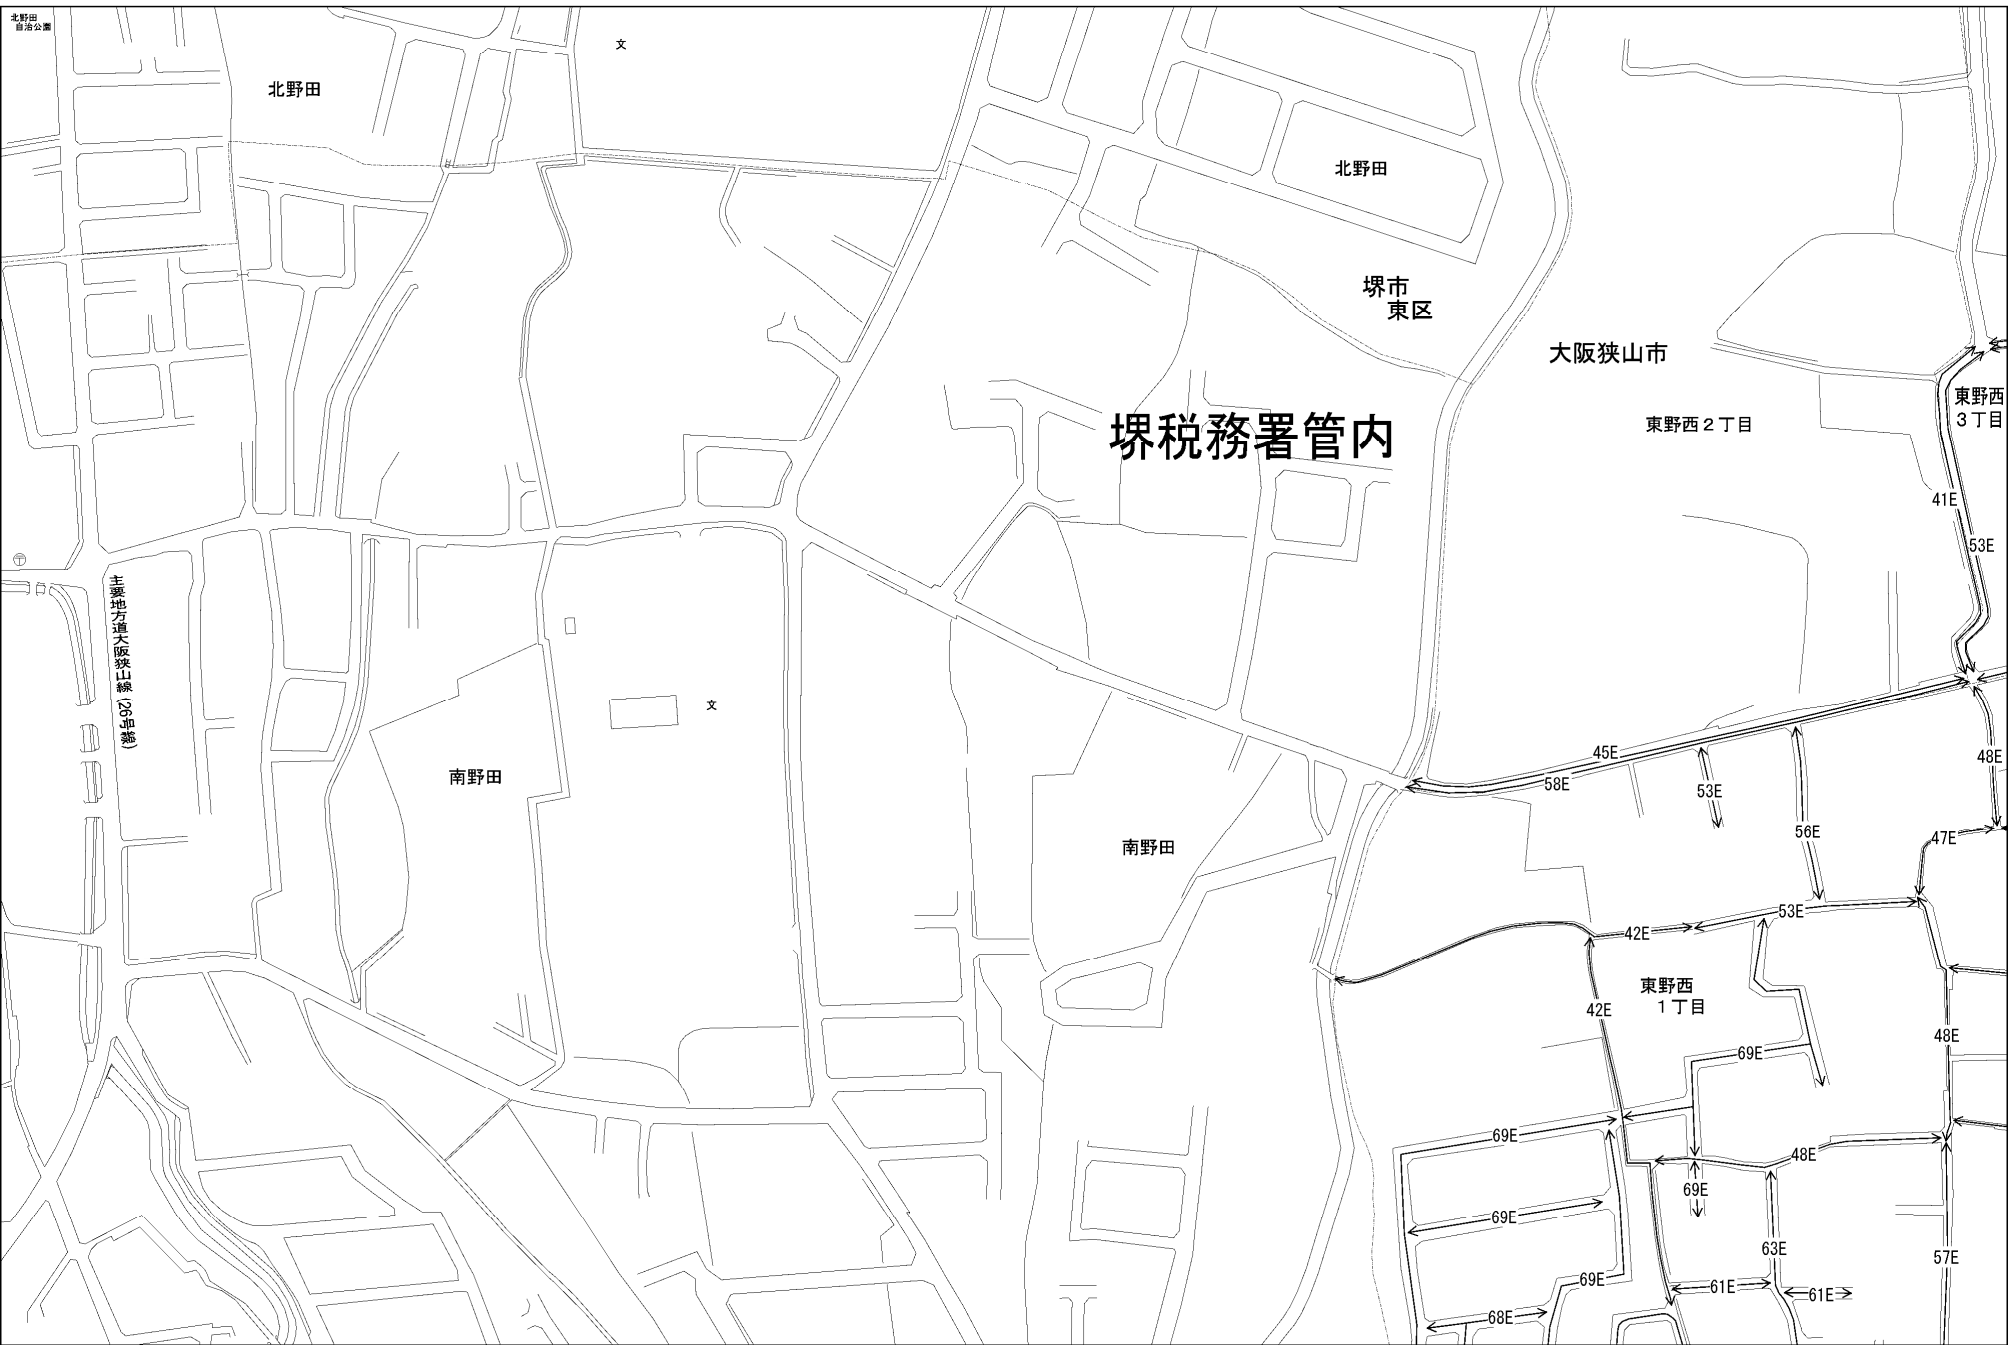 北野田
自治公園
文
北野田
北野田
堺市
東区
大阪狭山市
東野西
３丁目
東野西２丁目
堺税務署管内
41E
53E
〒
主要地方道大阪狭山線（26号線）
文
南野田
45E
48E
58E
53E
56E
47E
南野田
53E
42E
東野西
１丁目
42E
48E
69E
69E
48E
69E
69E
63E
57E
69E
61E
61E
68E